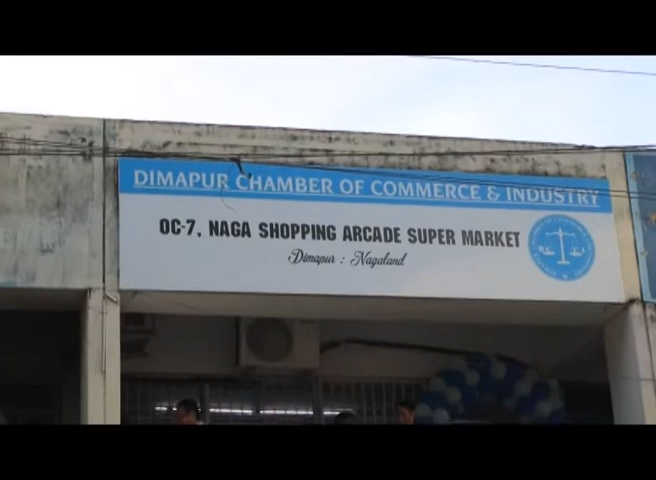 DIMAPUR CHAMBER OF COMMERCE & INDUSTRY
OC-7, NAGA SHOPPING ARCADE SUPER MARKET
Dimapur : Nagaland